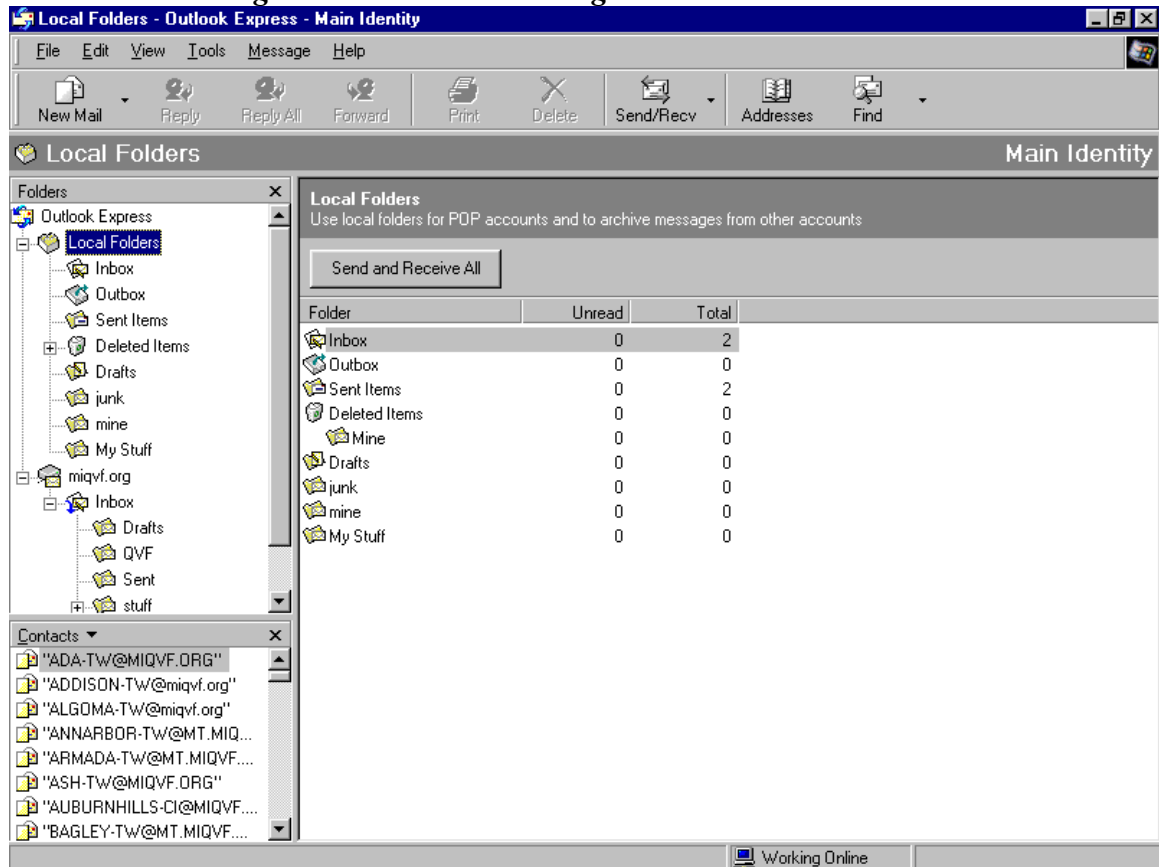 Local Folders - Outlook Express - Main Identity
File Edit View Tools Message Help
New Mail Reply Reply All Forward Print Delete Send/Recv Addresses Find
Local Folders Main Identity
Folders
Outlook Express
Local Folders
Inbox
Outbox
Sent Items
Deleted Items
Drafts
junk
mine
My Stuff
miqvf.org
Inbox
Drafts
QVF
Sent
stuff
Contacts
"ADA-TW@MIQVF.ORG"
"ADDISON-TW@miqvf.org"
"ALGOMA-TW@miqvf.org"
"ANNARBOR-TW@MT.MIQ...
"ARMADA-TW@MT.MIQVF....
"ASH-TW@MIQVF.ORG"
"AUBURNHILLS-CI@MIQVF....
"BAGLEY-TW@MT.MIQVF....
Local Folders
Use local folders for POP accounts and to archive messages from other accounts
Send and Receive All
Folder Unread Total
Inbox 0 2
Outbox 0 0
Sent Items 0 2
Deleted Items 0 0
Mine 0 0
Drafts 0 0
junk 0 0
mine 0 0
My Stuff 0 0
Working Online